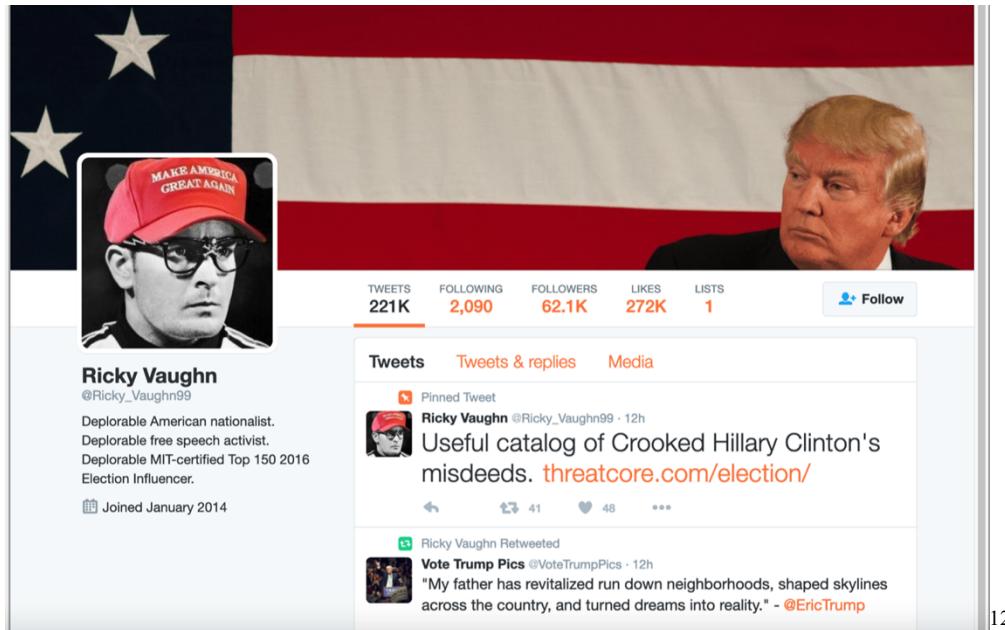 MAKE AMERICA
GREAT AGAIN
TWEETS FOLLOWING FOLLOWERS LIKES LISTS
221K 2,090 62.1K 272K 1
Follow
Ricky Vaughn
@Ricky_Vaughn99
Deplorable American nationalist.
Deplorable free speech activist.
Deplorable MIT-certified Top 150 2016
Election Influencer.
Joined January 2014
Tweets Tweets & replies Media
Pinned Tweet
Ricky Vaughn @Ricky_Vaughn99 · 12h
Useful catalog of Crooked Hillary Clinton's
misdeeds. threatcore.com/election/
41 48
Ricky Vaughn Retweeted
Vote Trump Pics @VoteTrumpPics · 12h
"My father has revitalized run down neighborhoods, shaped skylines
across the country, and turned dreams into reality." - @EricTrump